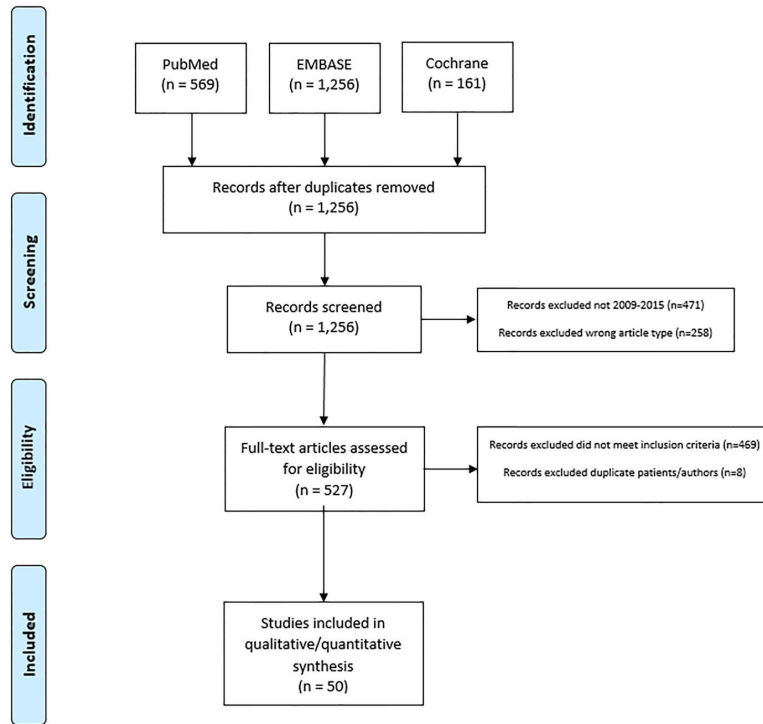 Identification
PubMed
(n = 569)
EMBASE
(n = 1,256)
Cochrane
(n = 161)
Records after duplicates removed
(n = 1,256)
Screening
Records screened
(n = 1,256)
Records excluded not 2009-2015 (n=471)
Records excluded wrong article type (n=258)
Eligibility
Full-text articles assessed
for eligibility
(n = 527)
Records excluded did not meet inclusion criteria (n=469)
Records excluded duplicate patients/authors (n=8)
Included
Studies included in
qualitative/quantitative
synthesis
(n = 50)